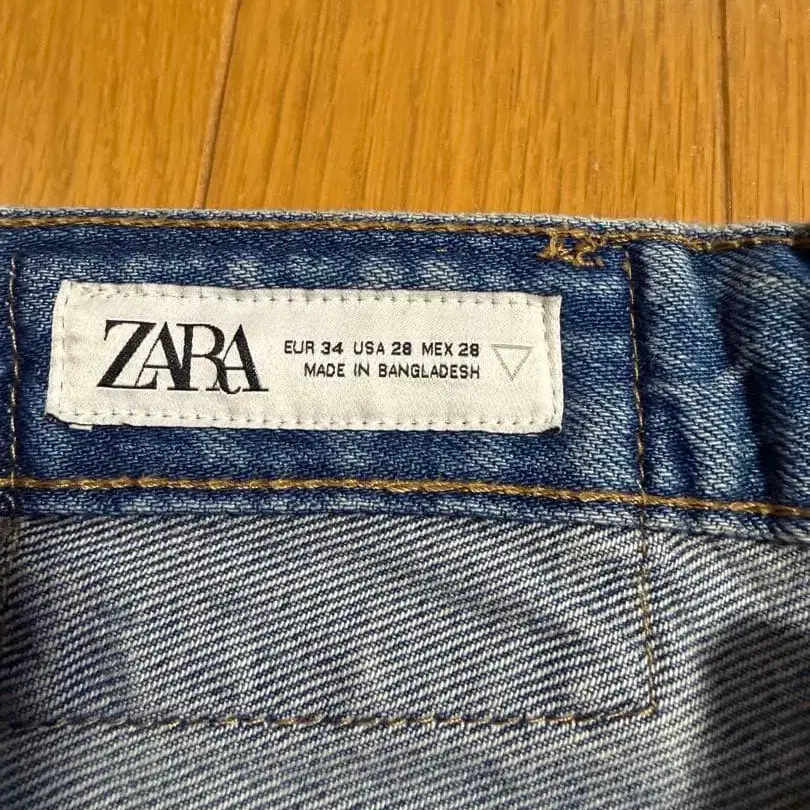 ZARA
EUR 34 USA 28 MEX 28
MADE IN BANGLADESH